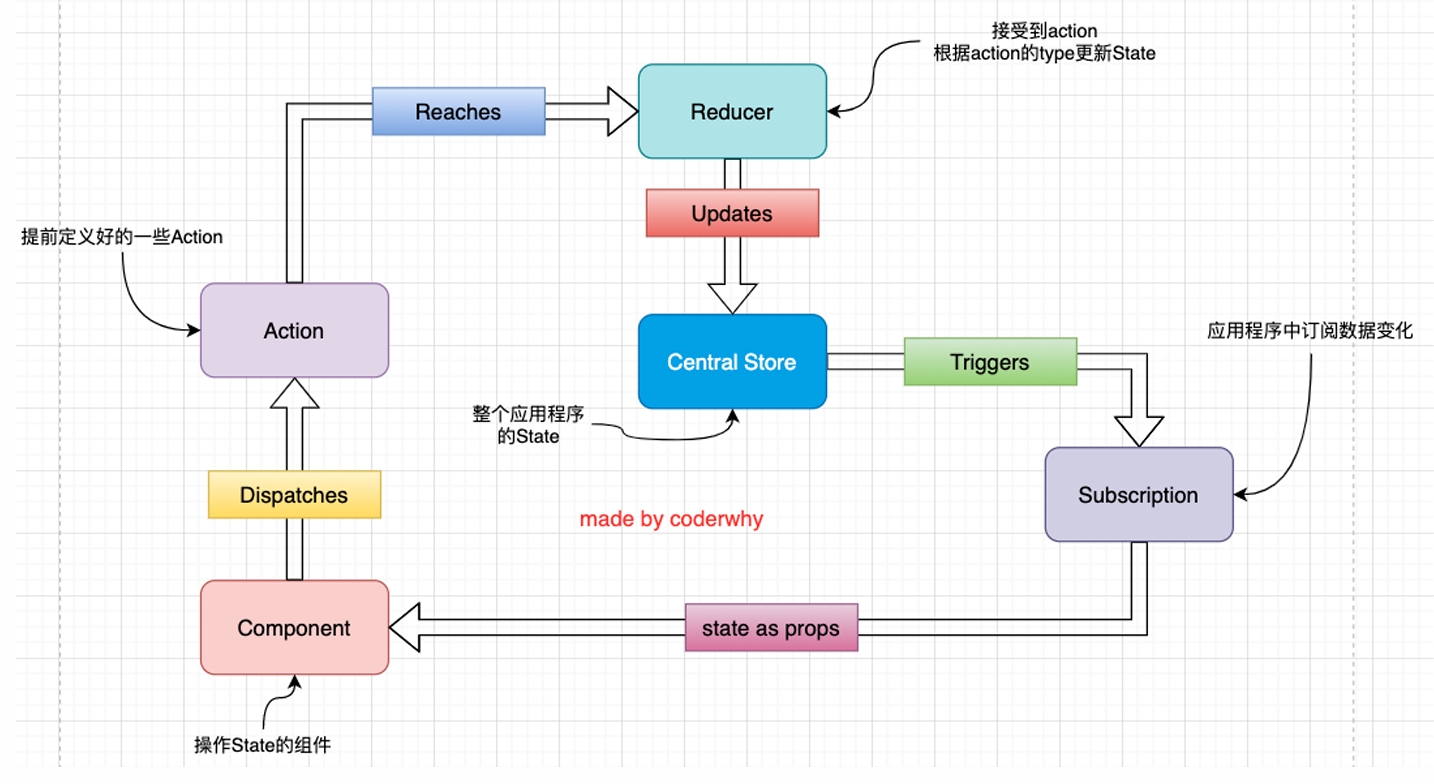 接受到action
根据action的type更新State
Reaches
Reducer
Updates
提前定义好的一些Action
Action
Central Store
Triggers
应用程序中订阅数据变化
整个应用程序
的State
Dispatches
Subscription
made by coderwhy
Component
state as props
操作State的组件